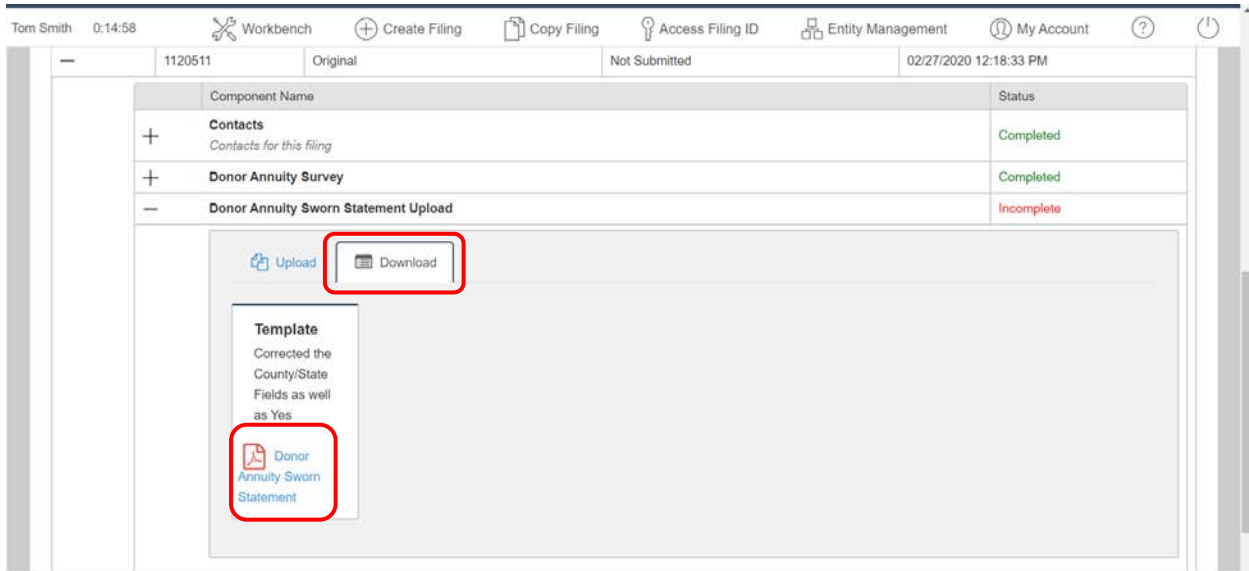 Tom Smith 0:14:58 Workbench Create Filing Copy Filing Access Filing ID Entity Management My Account ?
1120511 Original Not Submitted 02/27/2020 12:18:33 PM
Component Name Status
Contacts
Contacts for this filing
Completed
Donor Annuity Survey Completed
Donor Annuity Sworn Statement Upload Incomplete
Upload Download
Template
Corrected the
County/State
Fields as well
as Yes
Donor
Annuity Sworn
Statement